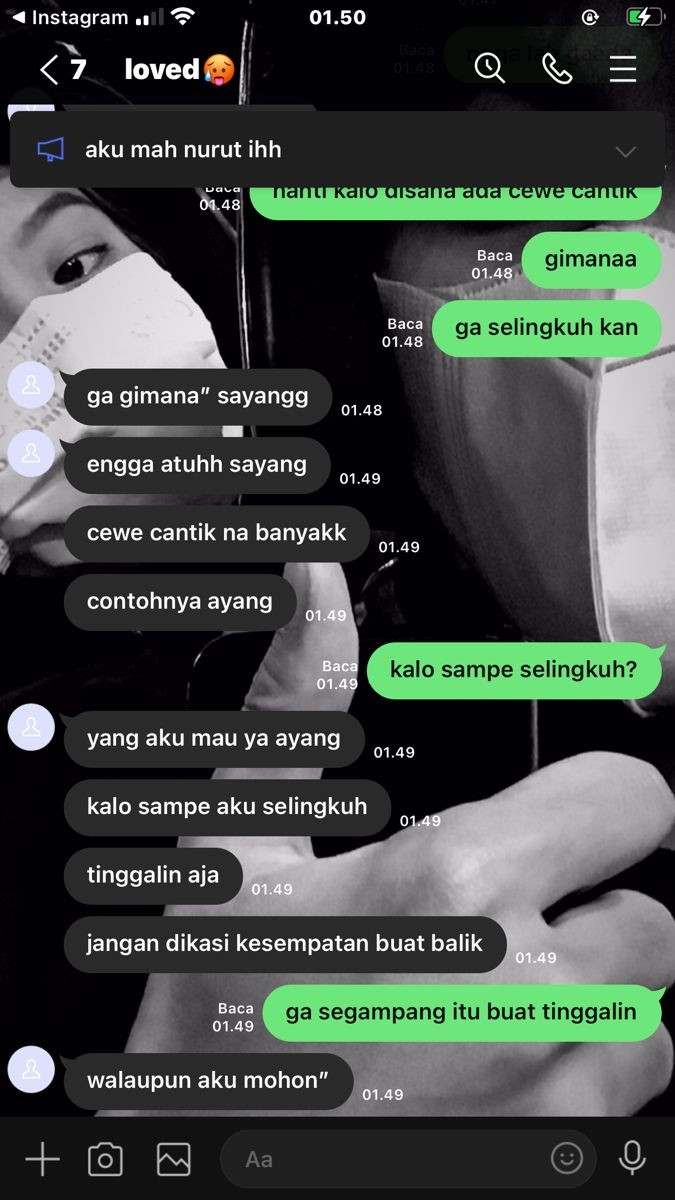 Instagram
01.50
7 loved🥵
Baca
01.48
aku mah nurut ihh
Baca
01.48
nanti kalo disana ada cewe cantik
Baca
01.48
gimanaa
Baca
01.48
ga selingkuh kan
ga gimana” sayangg
01.48
engga atuhh sayang
01.49
cewe cantik na banyakk
01.49
contohnya ayang
01.49
Baca
01.49
kalo sampe selingkuh?
yang aku mau ya ayang
01.49
kalo sampe aku selingkuh
01.49
tinggalin aja
01.49
jangan dikasi kesempatan buat balik
01.49
Baca
01.49
ga segampang itu buat tinggalin
walaupun aku mohon”
01.49
Aa